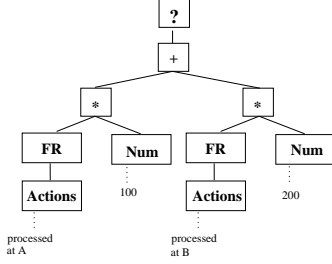 ?
+
* *
FR Num FR Num
Actions 100 Actions 200
processed
at A
processed
at B